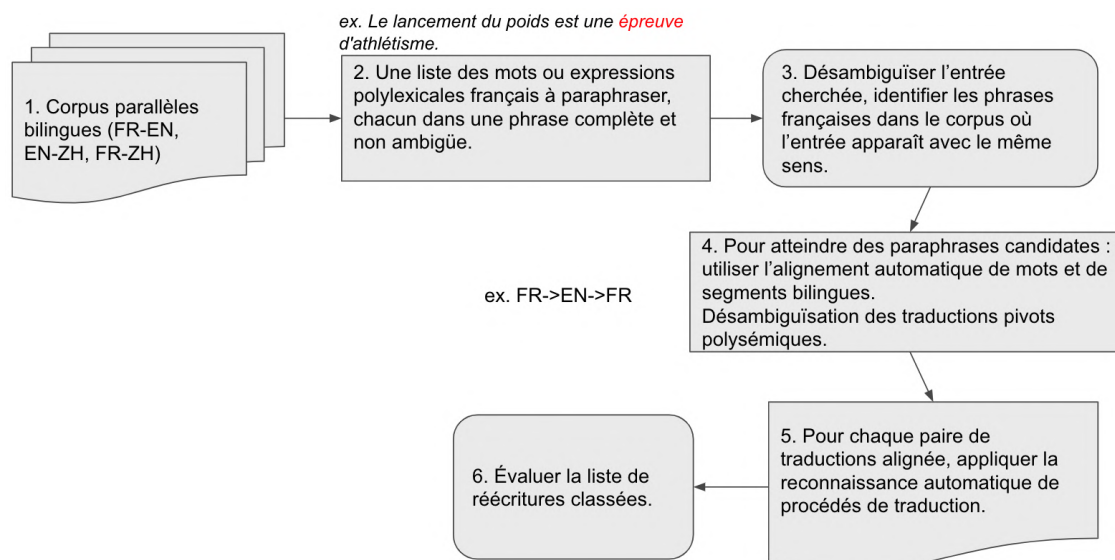 ex. Le lancement du poids est une épreuve
d'athlétisme.
1. Corpus parallèles
bilingues (FR-EN,
EN-ZH, FR-ZH)
2. Une liste des mots ou expressions
polylexicales français à paraphraser,
chacun dans une phrase complète et
non ambigüe.
3. Désambiguïser l'entrée
cherchée, identifier les phrases
françaises dans le corpus où
l'entrée apparaît avec le même
sens.
4. Pour atteindre des paraphrases candidates :
utiliser l'alignement automatique de mots et de
segments bilingues.
Désambiguïsation des traductions pivots
polysémiques.
ex. FR->EN->FR
5. Pour chaque paire de
traductions alignée, appliquer la
reconnaissance automatique de
procédés de traduction.
6. Évaluer la liste de
réécritures classées.